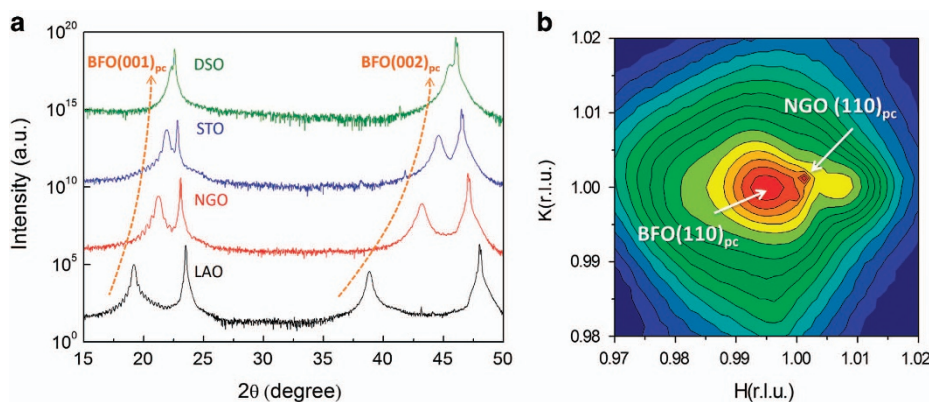 a
10^20
10^15
10^10
10^5
10^0
Intensity (a.u.)
BFO(001)pc
BFO(002)pc
DSO
STO
NGO
LAO
15 20 25 30 35 40 45 50
2θ (degree)
b
1.02
1.01
1.00
0.99
0.98
K(r.l.u.)
NGO (110)pc
BFO(110)pc
0.97 0.98 0.99 1.00 1.01 1.02
H(r.l.u.)